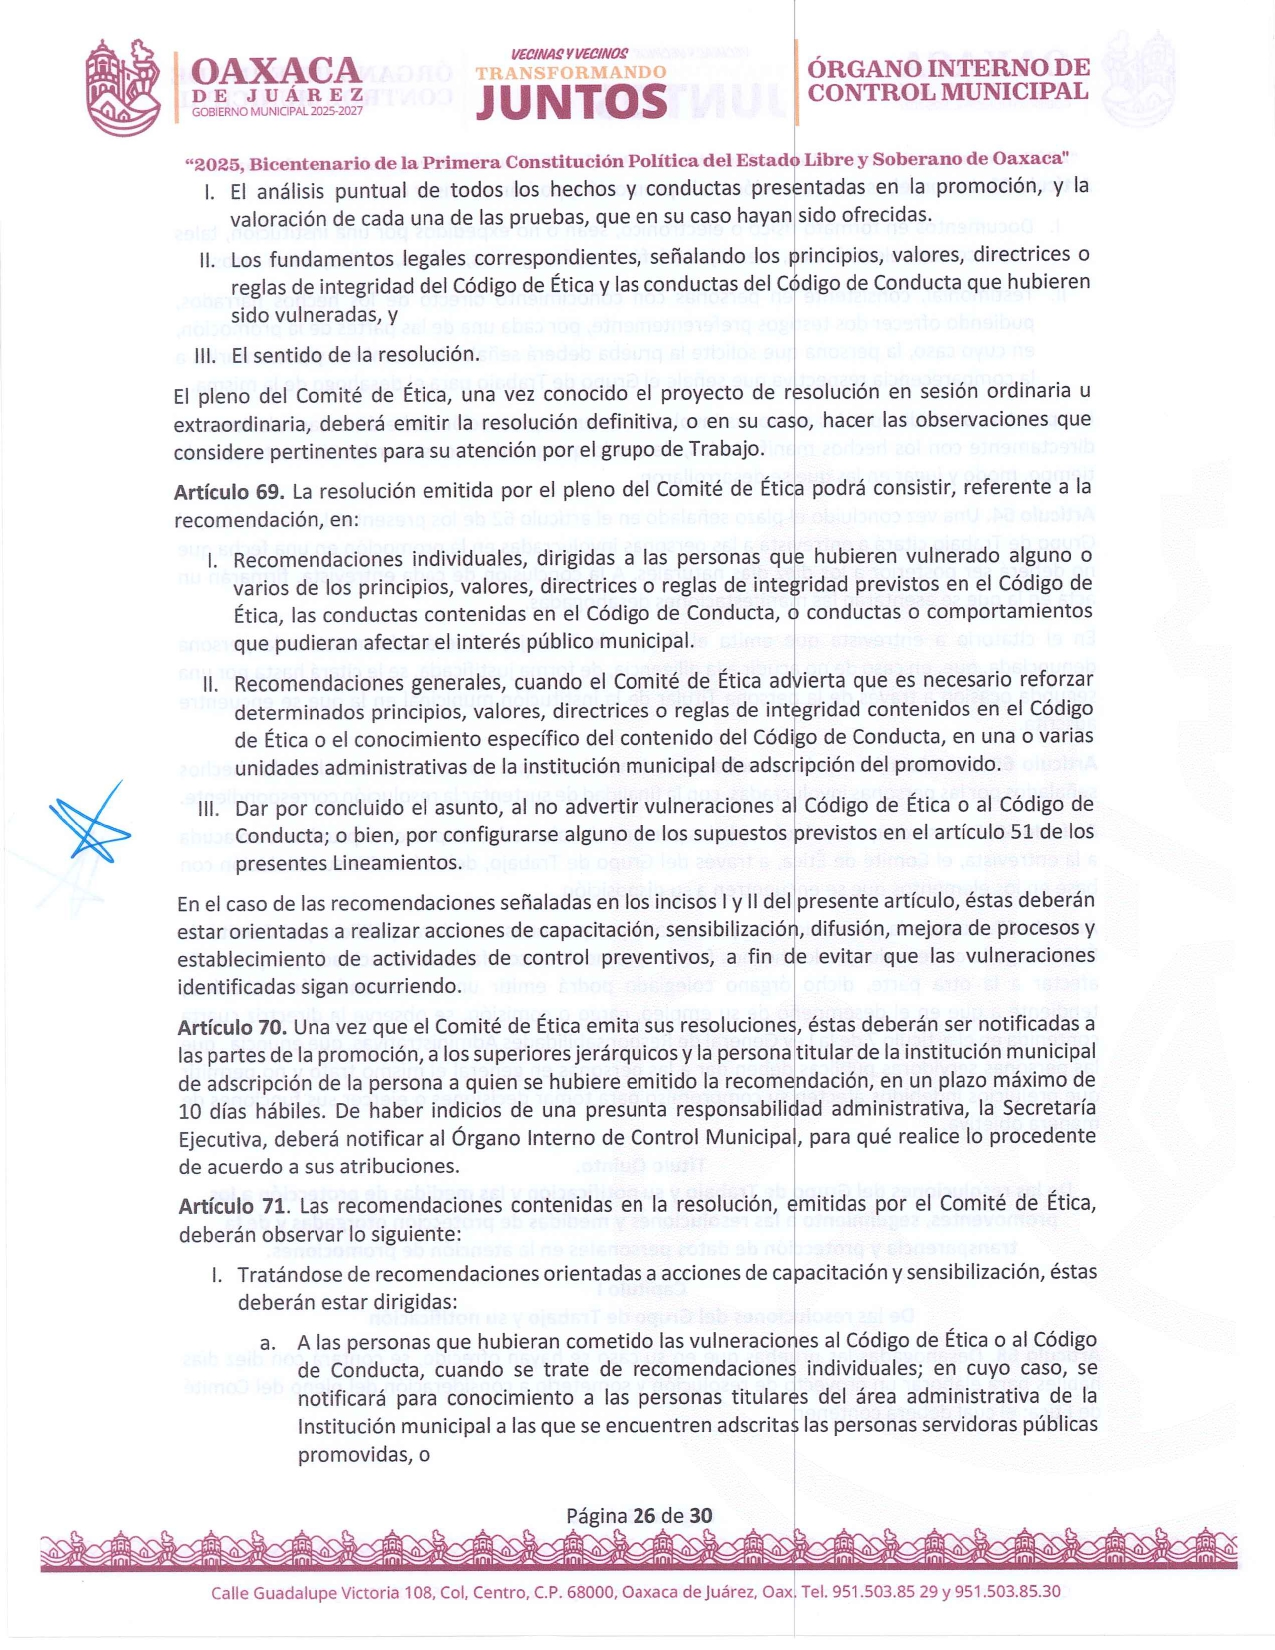 OAXACA
DE JUÁREZ
GOBIERNO MUNICIPAL 2025-2027
VECINAS Y VECINOS
TRANSFORMANDO
JUNTOS
ÓRGANO INTERNO DE
CONTROL MUNICIPAL
“2025, Bicentenario de la Primera Constitución Política del Estado Libre y Soberano de Oaxaca"
I. El análisis puntual de todos los hechos y conductas presentadas en la promoción, y la
valoración de cada una de las pruebas, que en su caso hayan sido ofrecidas.
II. Los fundamentos legales correspondientes, señalando los principios, valores, directrices o
reglas de integridad del Código de Ética y las conductas del Código de Conducta que hubieren
sido vulneradas, y
III. El sentido de la resolución.
El pleno del Comité de Ética, una vez conocido el proyecto de resolución en sesión ordinaria u
extraordinaria, deberá emitir la resolución definitiva, o en su caso, hacer las observaciones que
considere pertinentes para su atención por el grupo de Trabajo.
Artículo 69. La resolución emitida por el pleno del Comité de Ética podrá consistir, referente a la
recomendación, en:
I. Recomendaciones individuales, dirigidas a las personas que hubieren vulnerado alguno o
varios de los principios, valores, directrices o reglas de integridad previstos en el Código de
Ética, las conductas contenidas en el Código de Conducta, o conductas o comportamientos
que pudieran afectar el interés público municipal.
II. Recomendaciones generales, cuando el Comité de Ética advierta que es necesario reforzar
determinados principios, valores, directrices o reglas de integridad contenidos en el Código
de Ética o el conocimiento específico del contenido del Código de Conducta, en una o varias
unidades administrativas de la institución municipal de adscripción del promovido.
III. Dar por concluido el asunto, al no advertir vulneraciones al Código de Ética o al Código de
Conducta; o bien, por configurarse alguno de los supuestos previstos en el artículo 51 de los
presentes Lineamientos.
En el caso de las recomendaciones señaladas en los incisos I y II del presente artículo, éstas deberán
estar orientadas a realizar acciones de capacitación, sensibilización, difusión, mejora de procesos y
establecimiento de actividades de control preventivos, a fin de evitar que las vulneraciones
identificadas sigan ocurriendo.
Artículo 70. Una vez que el Comité de Ética emita sus resoluciones, éstas deberán ser notificadas a
las partes de la promoción, a los superiores jerárquicos y la persona titular de la institución municipal
de adscripción de la persona a quien se hubiere emitido la recomendación, en un plazo máximo de
10 días hábiles. De haber indicios de una presunta responsabilidad administrativa, la Secretaría
Ejecutiva, deberá notificar al Órgano Interno de Control Municipal, para qué realice lo procedente
de acuerdo a sus atribuciones.
Artículo 71. Las recomendaciones contenidas en la resolución, emitidas por el Comité de Ética,
deberán observar lo siguiente:
I. Tratándose de recomendaciones orientadas a acciones de capacitación y sensibilización, éstas
deberán estar dirigidas:
a. A las personas que hubieran cometido las vulneraciones al Código de Ética o al Código
de Conducta, cuando se trate de recomendaciones individuales; en cuyo caso, se
notificará para conocimiento a las personas titulares del área administrativa de la
Institución municipal a las que se encuentren adscritas las personas servidoras públicas
promovidas, o
Página 26 de 30
Calle Guadalupe Victoria 108, Col, Centro, C.P. 68000, Oaxaca de Juárez, Oax. Tel. 951.503.85 29 y 951.503.85.30